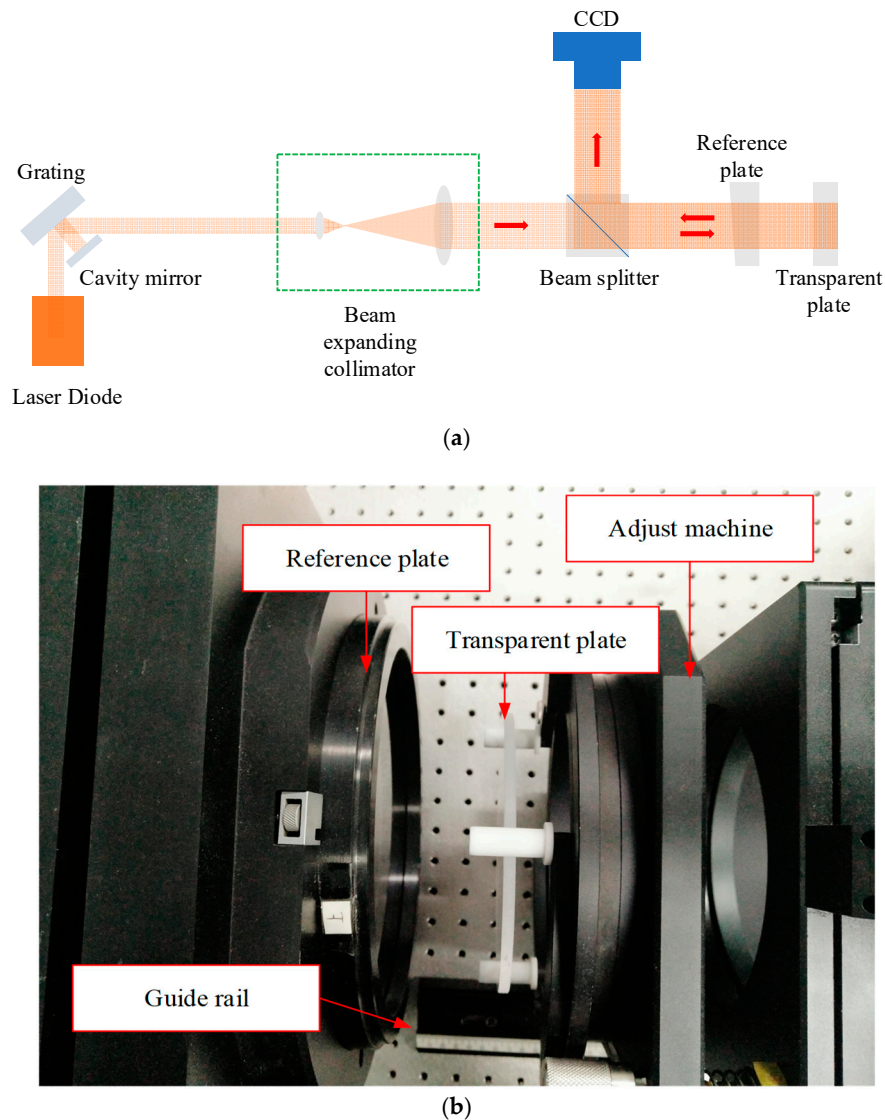 CCD
Reference
plate
Grating
Cavity mirror
Beam splitter
Transparent
plate
Beam
expanding
collimator
Laser Diode
(a)
Adjust machine
Reference plate
Transparent plate
Guide rail
(b)